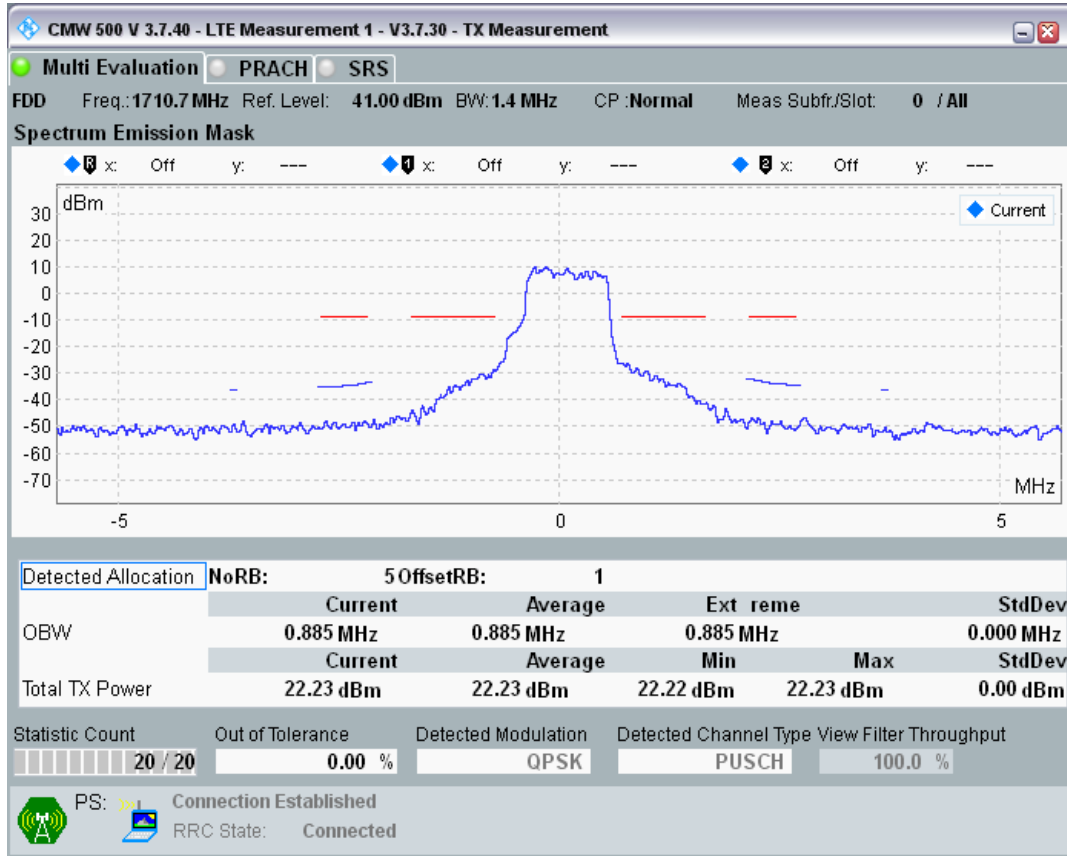 CMW 500 V 3.7.40 - LTE Measurement 1 - V3.7.30 - TX Measurement
Multi Evaluation PRACH SRS
FDD Freq.: 1710.7 MHz Ref. Level: 41.00 dBm BW: 1.4 MHz CP :Normal Meas Subfr./Slot: 0 / All
Spectrum Emission Mask
R x: Off y: --- 1 x: Off y: --- 2 x: Off y: ---
dBm
Current
30
20
10
0
-10
-20
-30
-40
-50
-60
-70
MHz
-5 0 5
Detected Allocation NoRB: 5 OffsetRB: 1
Current Average Ext reme StdDev
OBW 0.885 MHz 0.885 MHz 0.885 MHz 0.000 MHz
Current Average Min Max StdDev
Total TX Power 22.23 dBm 22.23 dBm 22.22 dBm 22.23 dBm 0.00 dBm
Statistic Count Out of Tolerance Detected Modulation Detected Channel Type View Filter Throughput
20 / 20 0.00 % QPSK PUSCH 100.0 %
PS: Connection Established
RRC State: Connected